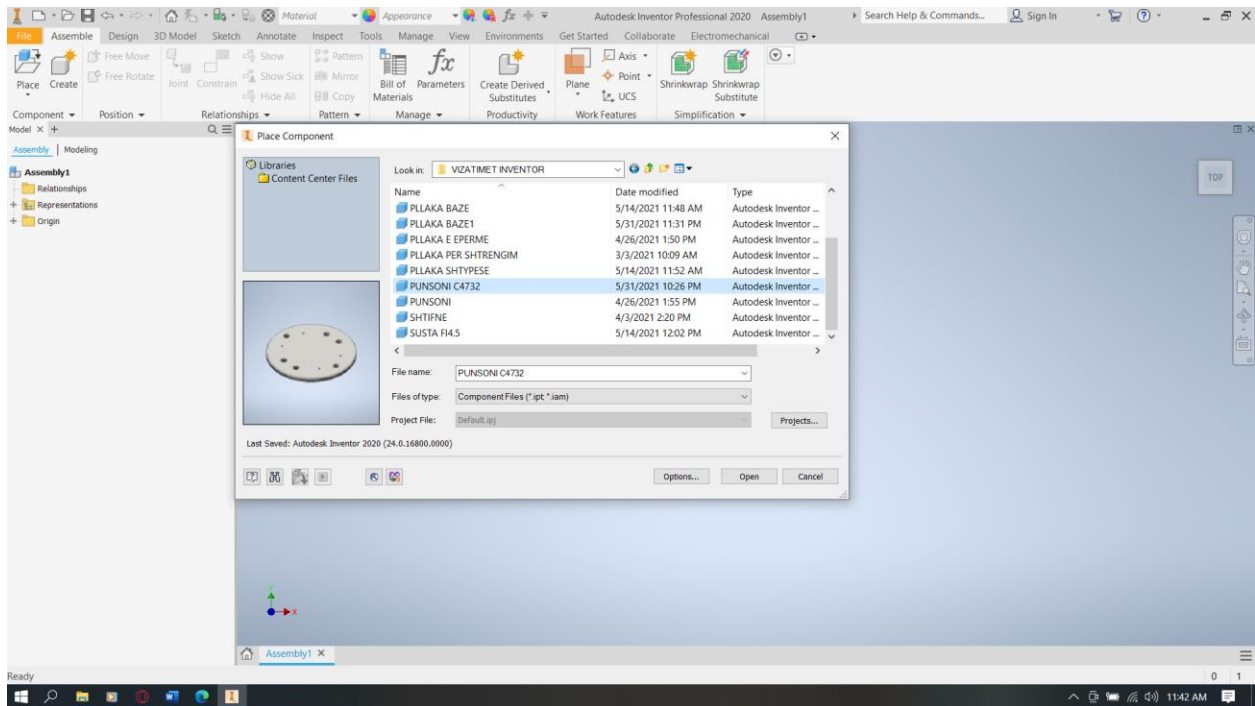 PRO
Material
Appearance
Autodesk Inventor Professional 2020 Assembly1
Search Help & Commands...
Sign In
File Assemble Design 3D Model Sketch Annotate Inspect Tools Manage View Environments Get Started Collaborate Electromechanical
Place Create
Free Move
Free Rotate
Joint Constrain
Show
Show Sick
Hide All
Pattern
Mirror
Copy
Bill of Materials
Parameters
Create Derived Substitutes
Plane
Axis
Point
UCS
Shrinkwrap
Shrinkwrap Substitute
Component Position Relationships Pattern Manage Productivity Work Features Simplification
Model × +
Assembly | Modeling
Assembly1
Relationships
Representations
Origin
Place Component
Libraries
Content Center Files
Look in: VIZATIMET INVENTOR
Name Date modified Type
PLLAKA BAZE 5/14/2021 11:48 AM Autodesk Inventor ...
PLLAKA BAZE1 5/31/2021 11:31 PM Autodesk Inventor ...
PLLAKA E EPERME 4/26/2021 1:50 PM Autodesk Inventor ...
PLLAKA PER SHTRENGIM 3/3/2021 10:09 AM Autodesk Inventor ...
PLLAKA SHTYPESE 5/14/2021 11:52 AM Autodesk Inventor ...
PUNSONI C4732 5/31/2021 10:26 PM Autodesk Inventor ...
PUNSONI 4/26/2021 1:55 PM Autodesk Inventor ...
SHTIFNE 4/3/2021 2:20 PM Autodesk Inventor ...
SUSTA FI4.5 5/14/2021 12:02 PM Autodesk Inventor ...
File name: PUNSONI C4732
Files of type: Component Files (*.ipt; *.iam)
Project File: Default.ipj
Projects...
Last Saved: Autodesk Inventor 2020 (24.0.16800.0000)
Options... Open Cancel
TOP
Y
X
Assembly1 ×
Ready 0 1
11:42 AM